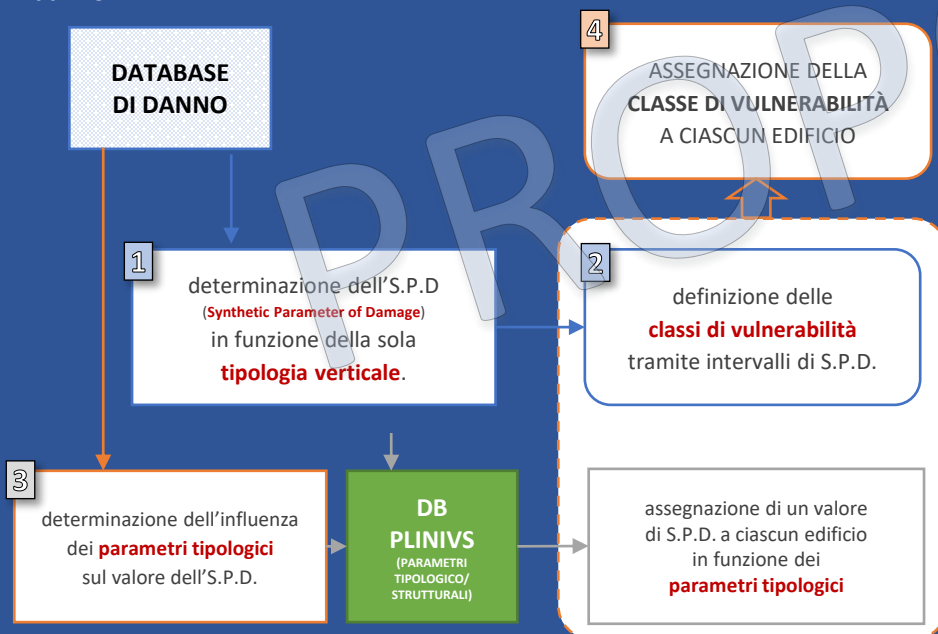 DATABASE
DI DANNO
4
ASSEGNAZIONE DELLA
CLASSE DI VULNERABILITÀ
A CIASCUN EDIFICIO
1
determinazione dell'S.P.D
(Synthetic Parameter of Damage)
in funzione della sola
tipologia verticale.
2
definizione delle
classi di vulnerabilità
tramite intervalli di S.P.D.
3
determinazione dell'influenza
dei parametri tipologici
sul valore dell'S.P.D.
DB
PLINIVS
(PARAMETRI
TIPOLOGICO/
STRUTTURALI)
assegnazione di un valore
di S.P.D. a ciascun edificio
in funzione dei
parametri tipologici
PROP